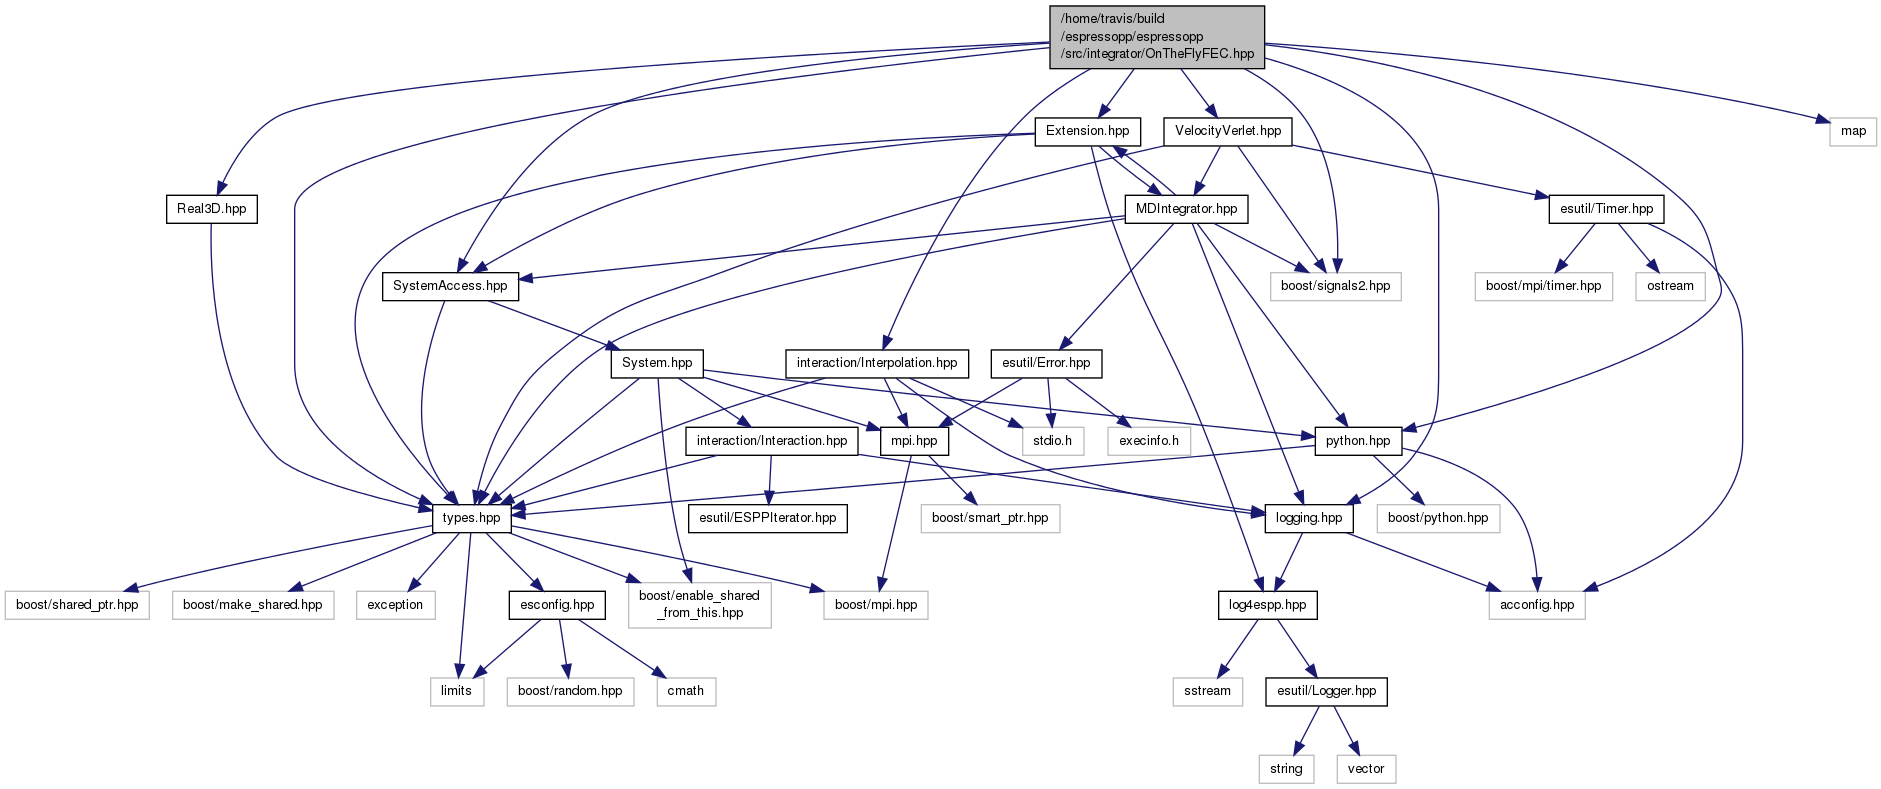 /home/travis/build
/espressopp/espressopp
/src/integrator/OnTheFlyFEC.hpp
Extension.hpp
VelocityVerlet.hpp
map
Real3D.hpp
MDIntegrator.hpp
esutil/Timer.hpp
SystemAccess.hpp
boost/signals2.hpp
boost/mpi/timer.hpp
ostream
System.hpp
interaction/Interpolation.hpp
esutil/Error.hpp
interaction/Interaction.hpp
mpi.hpp
stdio.h
execinfo.h
python.hpp
types.hpp
esutil/ESPPIterator.hpp
boost/smart_ptr.hpp
logging.hpp
boost/python.hpp
boost/shared_ptr.hpp
boost/make_shared.hpp
exception
esconfig.hpp
boost/enable_shared
_from_this.hpp
boost/mpi.hpp
log4espp.hpp
acconfig.hpp
limits
boost/random.hpp
cmath
sstream
esutil/Logger.hpp
string
vector